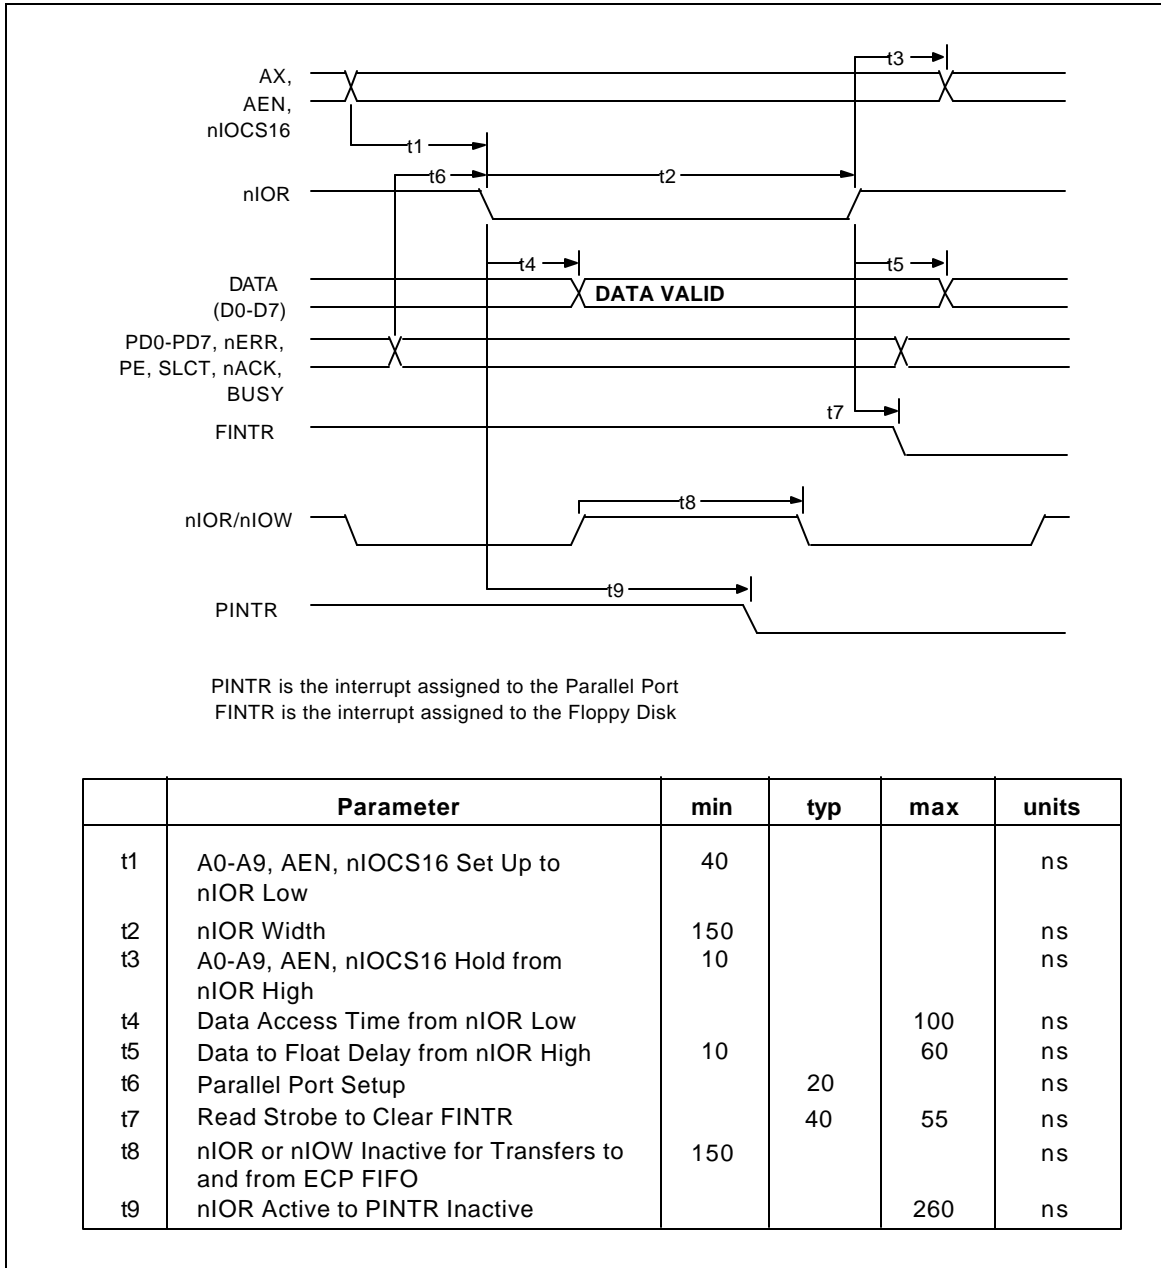 t3
AX,
AEN,
nIOCS16
t1
t6
t2
nIOR
t4
t5
DATA
(D0-D7)
DATA VALID
PD0-PD7, nERR,
PE, SLCT, nACK,
BUSY
t7
FINTR
t8
nIOR/nIOW
t9
PINTR
PINTR is the interrupt assigned to the Parallel Port
FINTR is the interrupt assigned to the Floppy Disk
Parameter min typ max units
t1 A0-A9, AEN, nIOCS16 Set Up to 40 ns
nIOR Low
t2 nIOR Width 150 ns
t3 A0-A9, AEN, nIOCS16 Hold from 10 ns
nIOR High
t4 Data Access Time from nIOR Low 100 ns
t5 Data to Float Delay from nIOR High 10 60 ns
t6 Parallel Port Setup 20 ns
t7 Read Strobe to Clear FINTR 40 55 ns
t8 nIOR or nIOW Inactive for Transfers to 150 ns
and from ECP FIFO
t9 nIOR Active to PINTR Inactive 260 ns